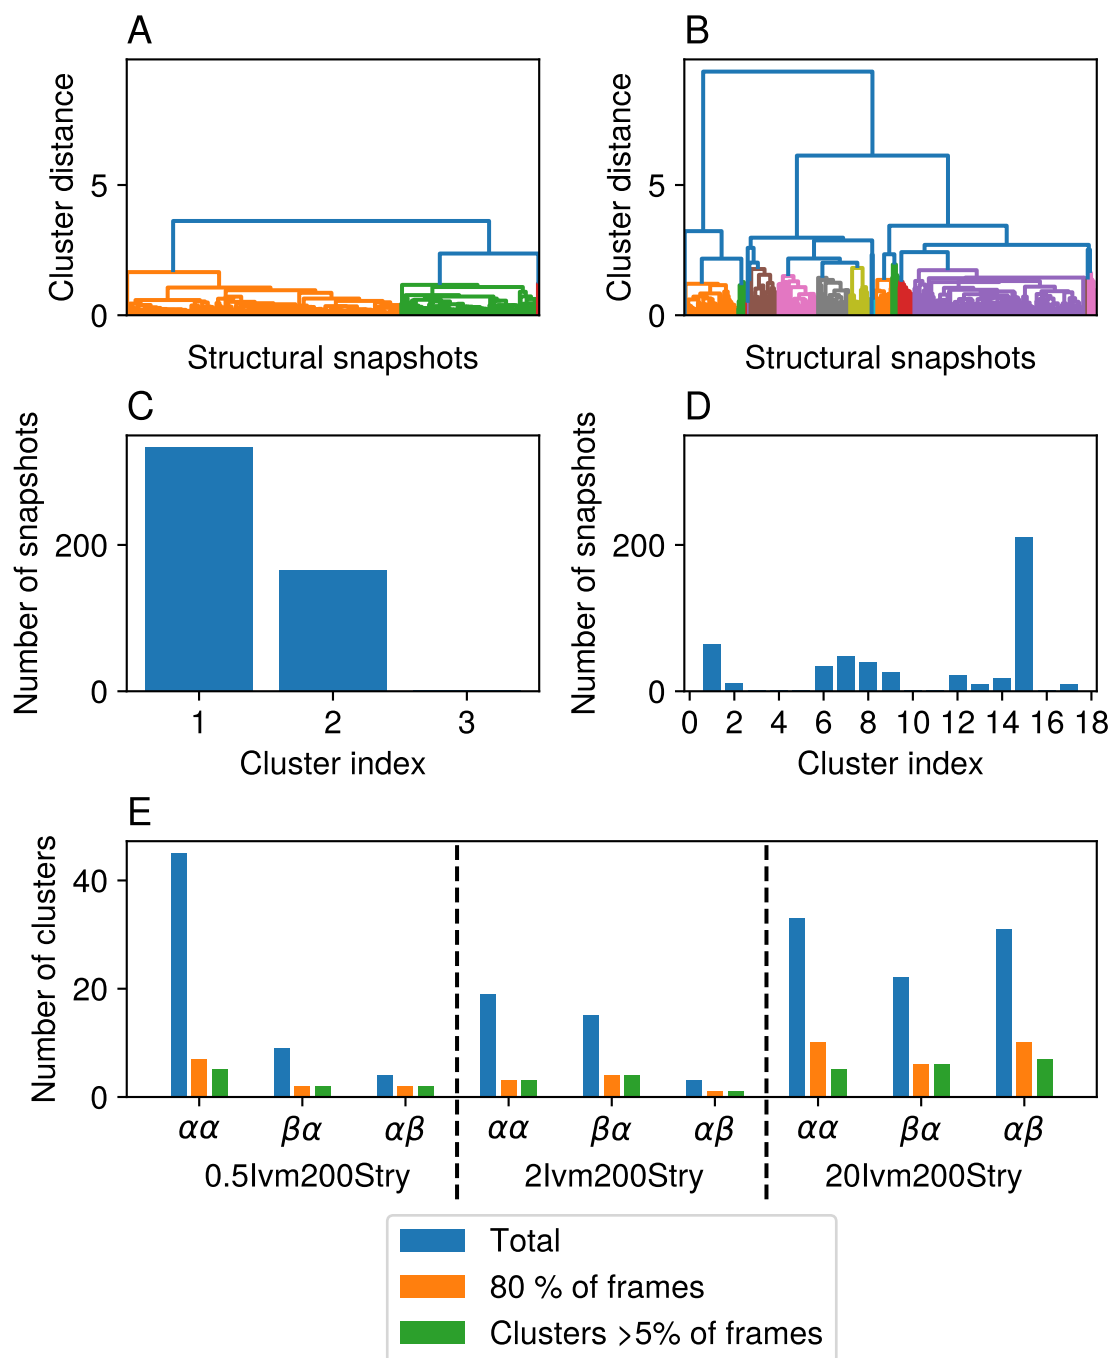 A
B
Cluster distance
5
0
Structural snapshots
Cluster distance
5
0
Structural snapshots
C
D
Number of snapshots
200
0
1 2 3
Cluster index
Number of snapshots
200
0
0 2 4 6 8 10 12 14 16 18
Cluster index
E
Number of clusters
40
20
0
αα βα αβ αα βα αβ αα βα αβ
0.5Ivm200Stry 2Ivm200Stry 20Ivm200Stry
Total
80 % of frames
Clusters >5% of frames